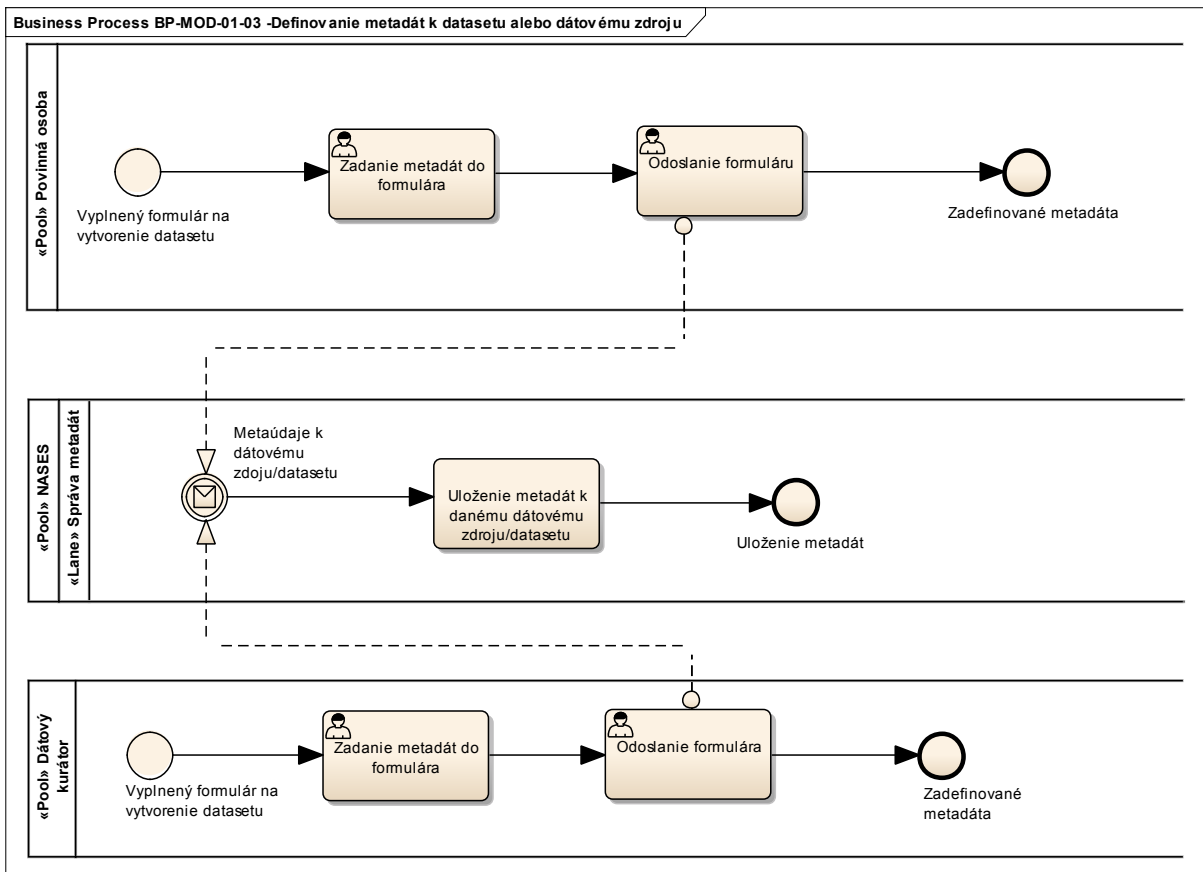 Business Process BP-MOD-01-03 -Definovanie metadát k datasetu alebo dátovému zdroju
«Pool» Povinná osoba
Vyplnený formulár na
vytvorenie datasetu
Zadanie metadát do
formulára
Odoslanie formuláru
Zadefinované metadáta
«Pool» NASES
«Lane» Správa metadát
Metaúdaje k
dátovému
zdoju/datasetu
Uloženie metadát k
danému dátovému
zdroju/datasetu
Uloženie metadát
«Pool» Dátový
kurátor
Vyplnený formulár na
vytvorenie datasetu
Zadanie metadát do
formulára
Odoslanie formulára
Zadefinované
metadáta